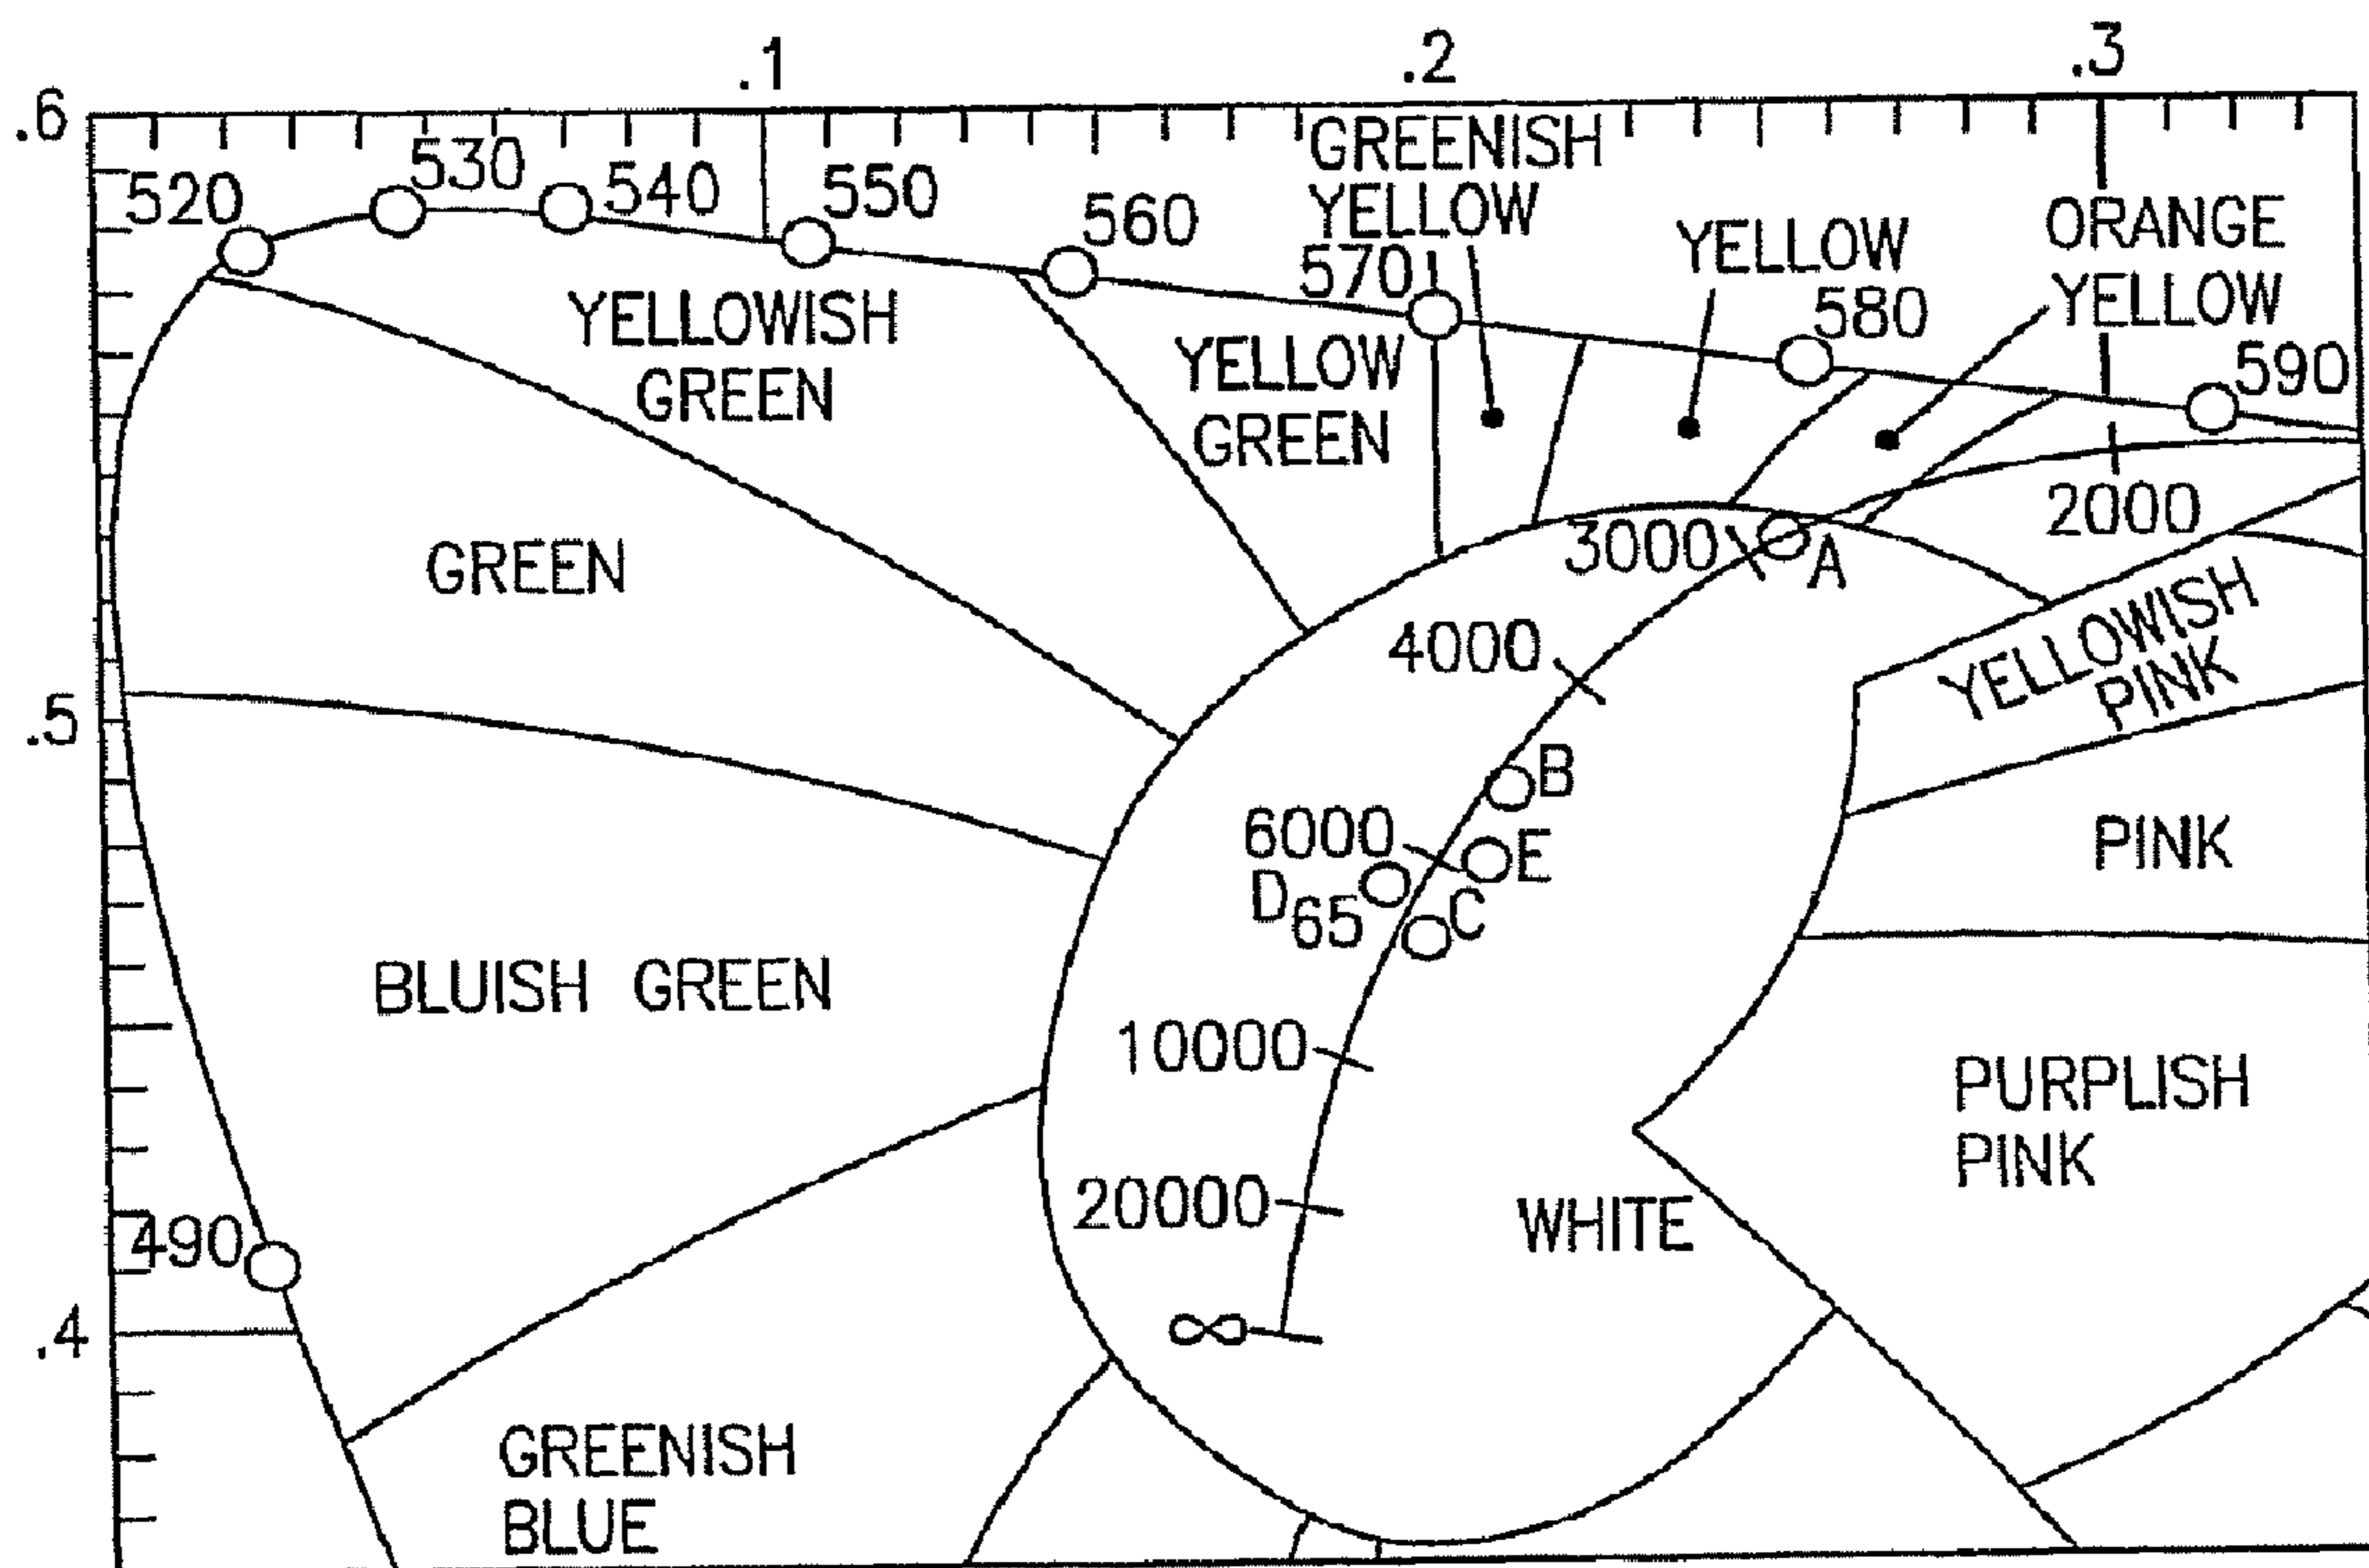 .1
.2
.3
.6
520
530
540
550
560
GREENISH
YELLOW
570
YELLOW
580
ORANGE
YELLOW
590
YELLOWISH
GREEN
YELLOW
GREEN
GREEN
3000
A
2000
4000
YELLOWISH
PINK
.5
B
6000
E
D65
C
PINK
BLUISH GREEN
10000
PURPLISH
PINK
20000
WHITE
490
∞
.4
GREENISH
BLUE